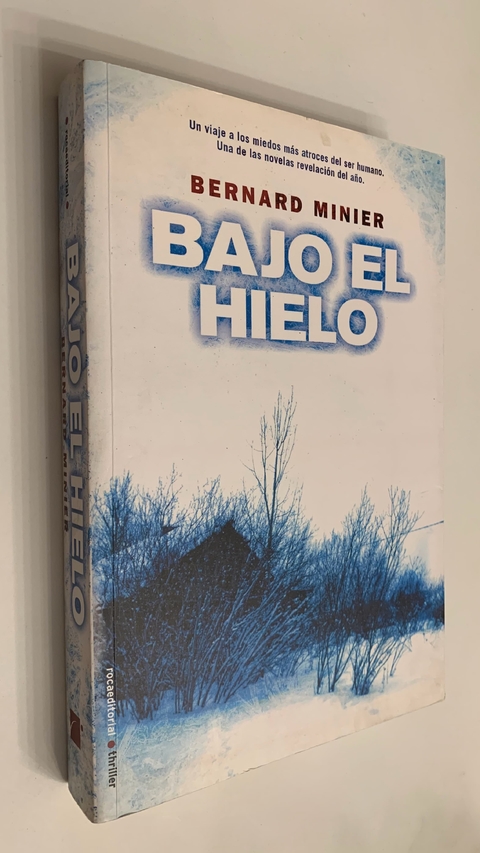 Un viaje a los miedos más atroces del ser humano.
Una de las novelas revelación del año.
BERNARD MINIER
BAJO EL
HIELO
rocaeditorial • thriller
rocaeditorial
BAJO EL HIELO
BERNARD MINIER